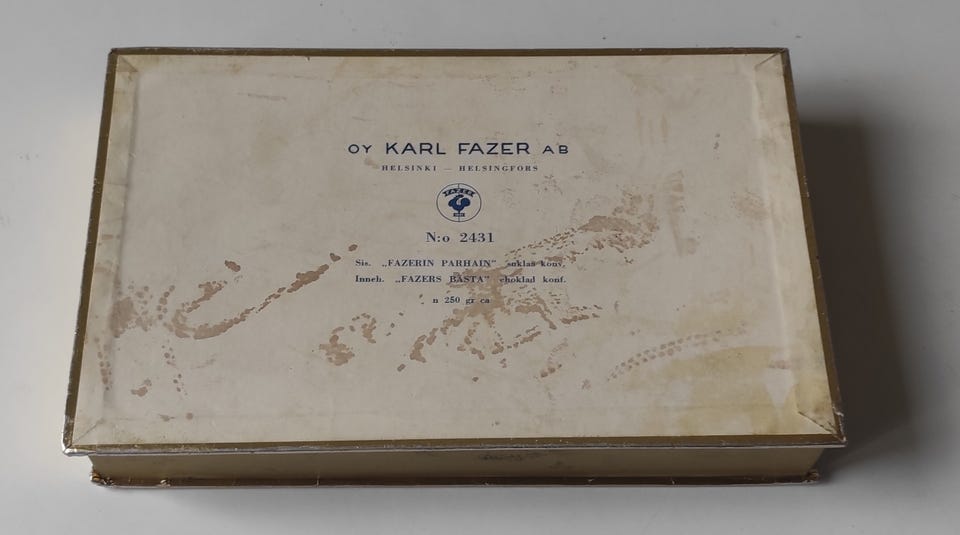 OY KARL FAZER AB
HELSINKI — HELSINGFORS
FAZER
N:o 2431
Sis. „FAZERIN PARHAIN” suklaa konv.
Inneh. „FAZERS BÄSTA” choklad konf.
n 250 gr ca